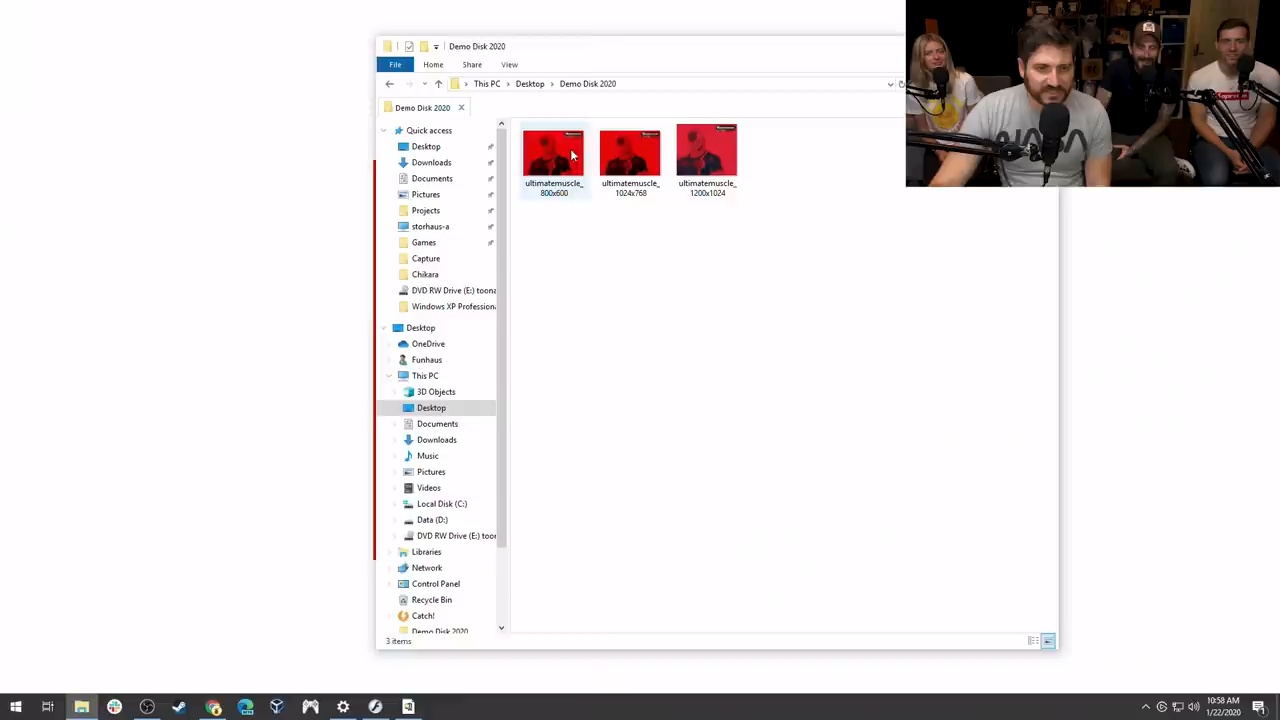 Demo Disk 2020
File
Home
Share
View
This PC
Desktop
Demo Disk 2020
Demo Disk 2020
Quick access
Desktop
Downloads
Documents
Pictures
Projects
storhaus-a
Games
Capture
Chikara
DVD RW Drive (E:) toona
Windows XP Profession
Desktop
OneDrive
Funhaus
This PC
3D Objects
Desktop
Documents
Downloads
Music
Pictures
Videos
Local Disk (C:)
Data (D:)
DVD RW Drive (E:) toon
Libraries
Network
Control Panel
Recycle Bin
Catch!
Demo Disk 2020
ultimatemuscle_
800x600
ultimatemuscle_
1024x768
ultimatemuscle_
1200x1024
3 items
10:58 AM
1/22/2020